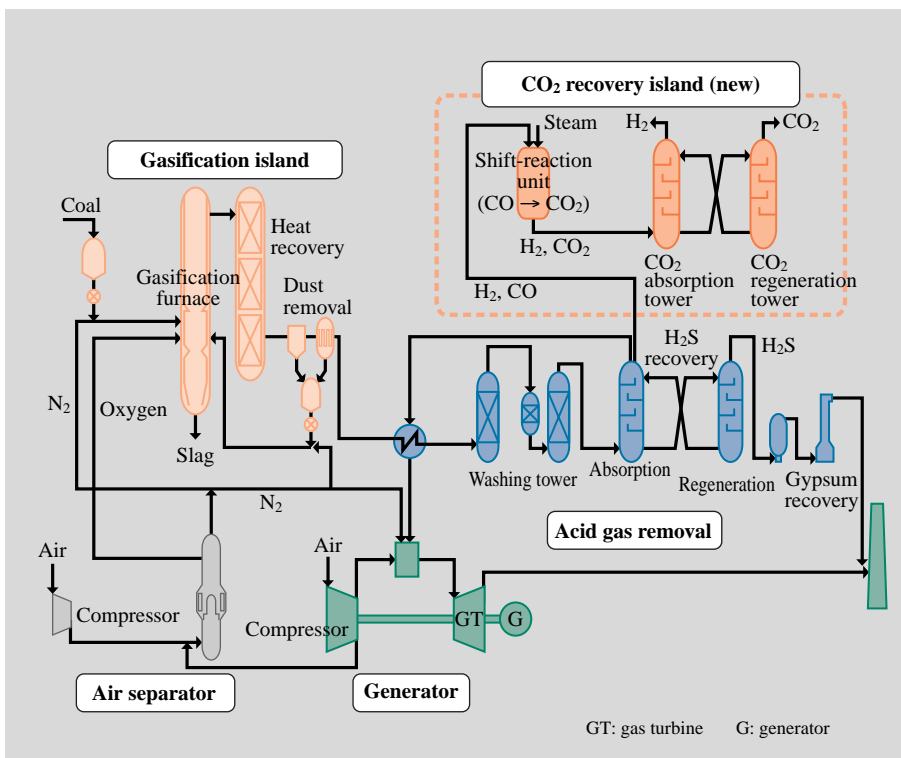 CO₂ recovery island (new)
H₂
CO₂
Steam
Shift-reaction
unit
(CO → CO₂)
H₂, CO₂
CO₂
absorption
tower
CO₂
regeneration
tower
H₂, CO
Gasification island
Coal
Heat
recovery
Gasification
furnace
Dust
removal
N₂
Oxygen
Slag
N₂
H₂S
recovery
H₂S
Washing tower
Absorption
Regeneration
Gypsum
recovery
Acid gas removal
Air
Compressor
Air
Compressor
GT
G
Air separator
Generator
GT: gas turbine G: generator